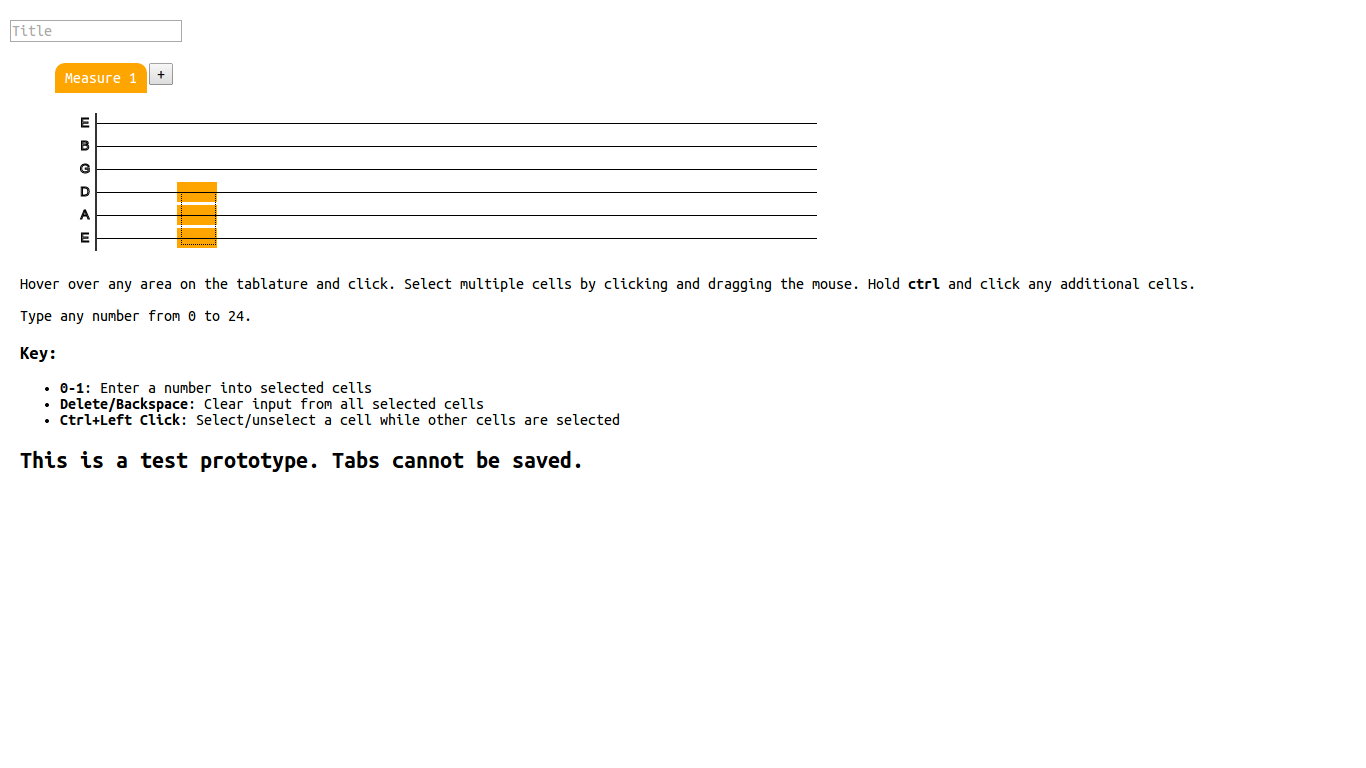 Title
Measure 1 +
E
B
G
D
A
E
Hover over any area on the tablature and click. Select multiple cells by clicking and dragging the mouse. Hold ctrl and click any additional cells.
Type any number from 0 to 24.
Key:
• 0-1: Enter a number into selected cells
• Delete/Backspace: Clear input from all selected cells
• Ctrl+Left Click: Select/unselect a cell while other cells are selected
This is a test prototype. Tabs cannot be saved.